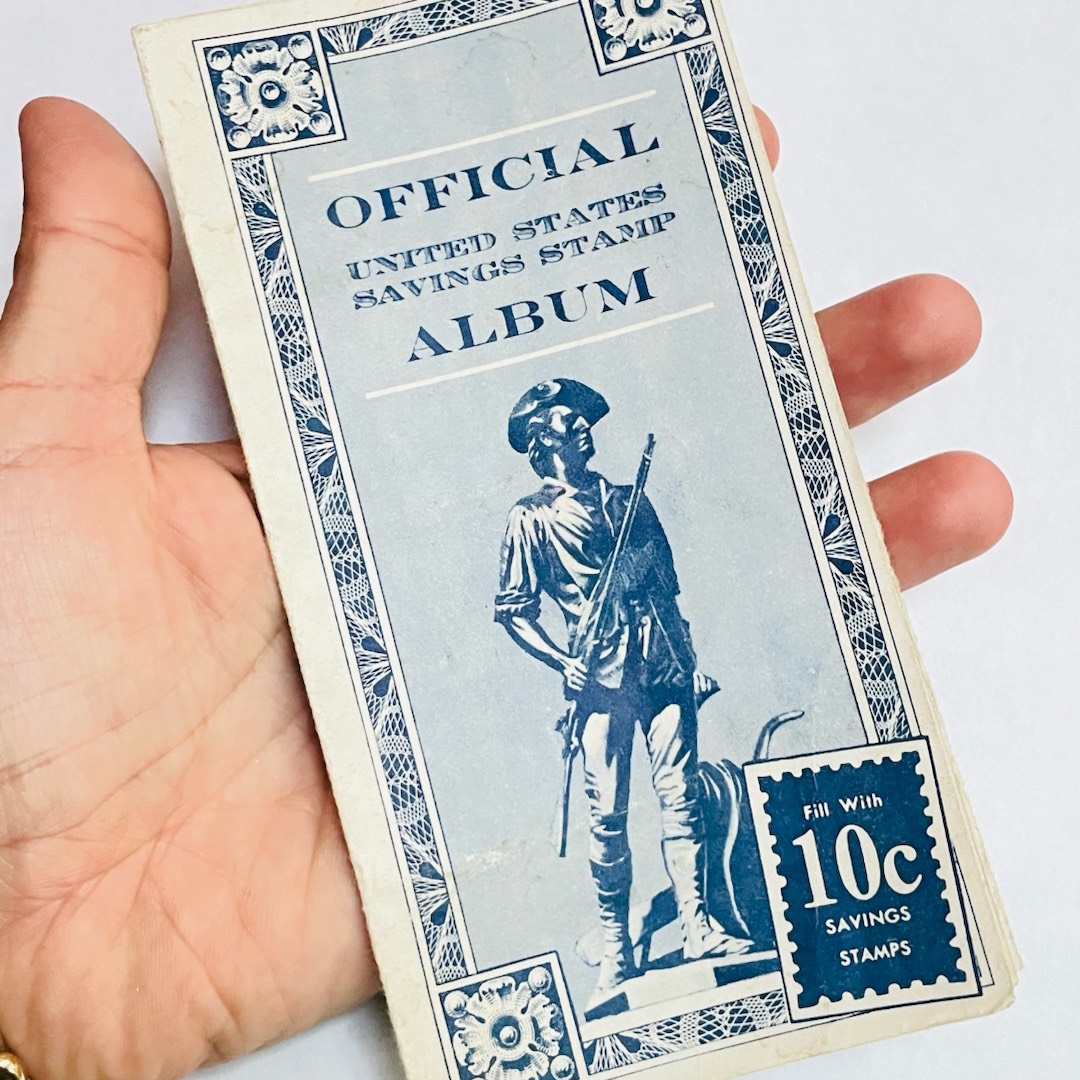 OFFICIAL
UNITED STATES
SAVINGS STAMP
ALBUM
Fill With
10c
SAVINGS
STAMPS